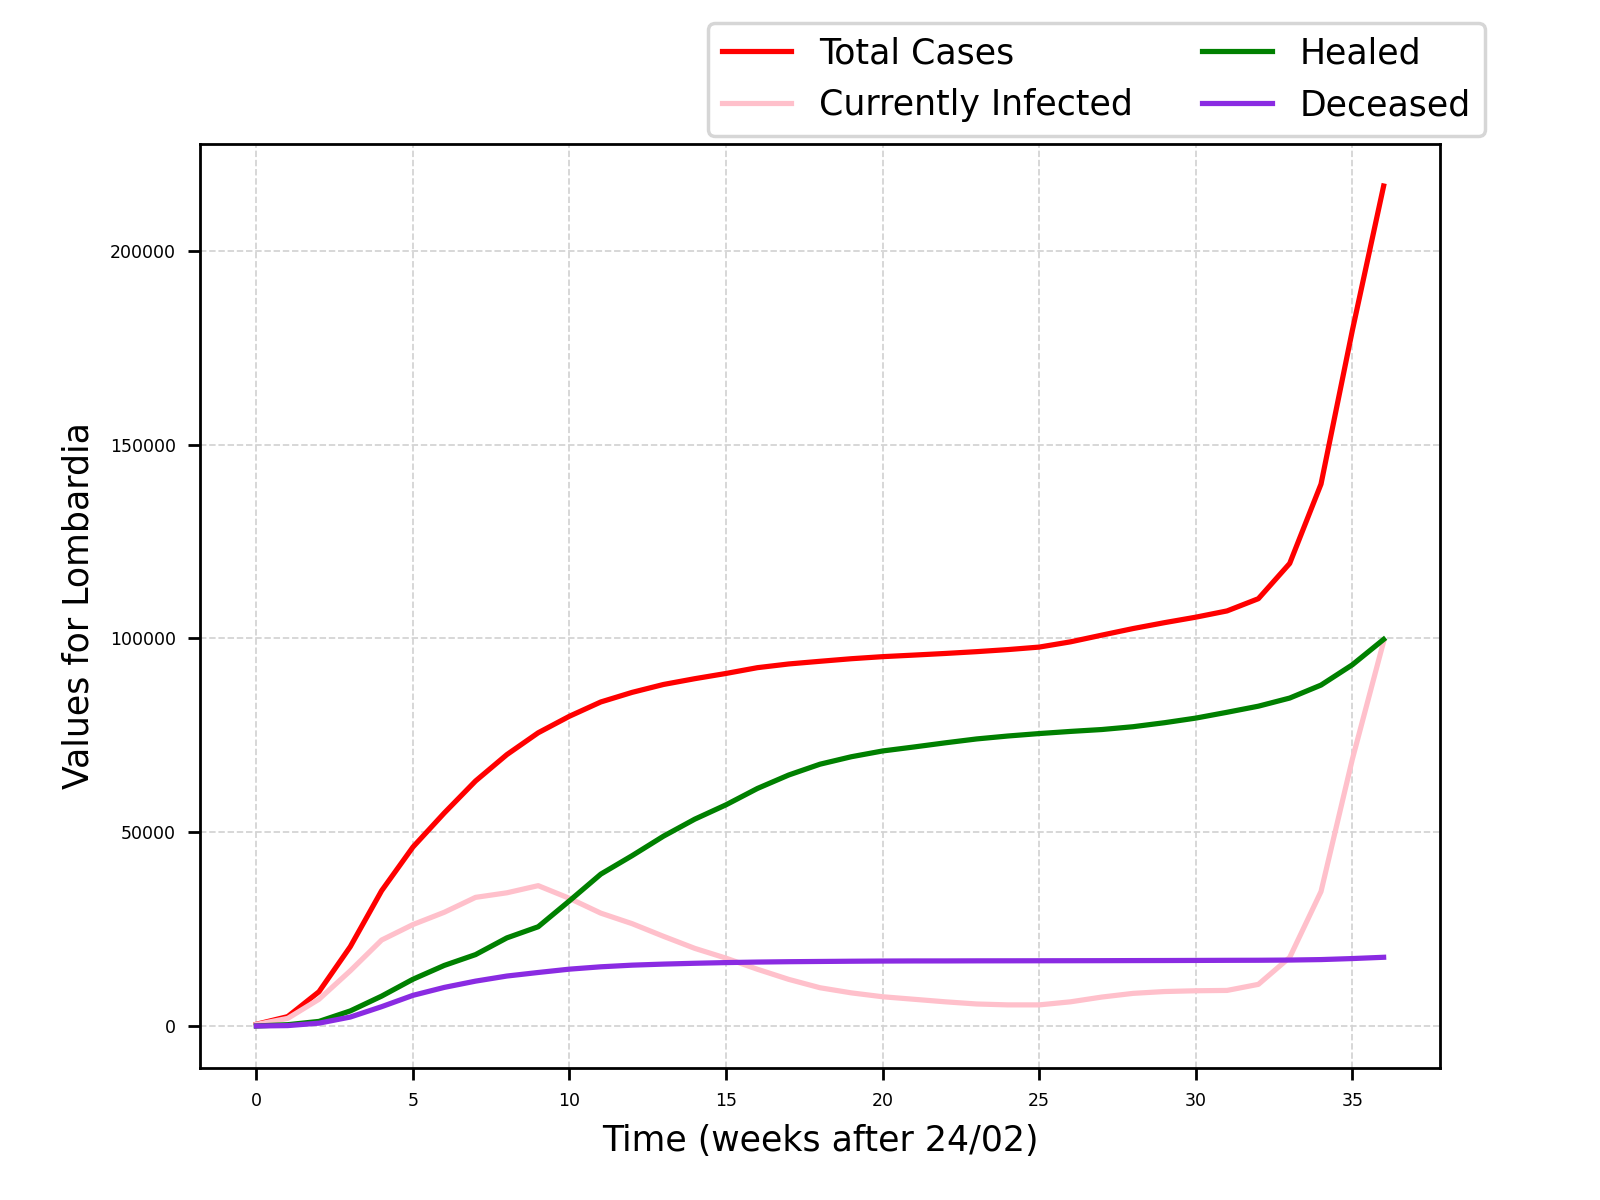 Total Cases
Currently Infected
Healed
Deceased
Values for Lombardia
200000
150000
100000
50000
0
0 5 10 15 20 25 30 35
Time (weeks after 24/02)